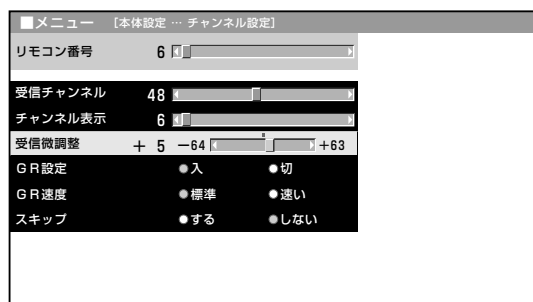 ■メニュー [本体設定 … チャンネル設定]
リモコン番号 6
受信チャンネル 48
チャンネル表示 6
受信微調整 + 5 −64 +63
GR設定 ●入 ●切
GR速度 ●標準 ●速い
スキップ ●する ●しない